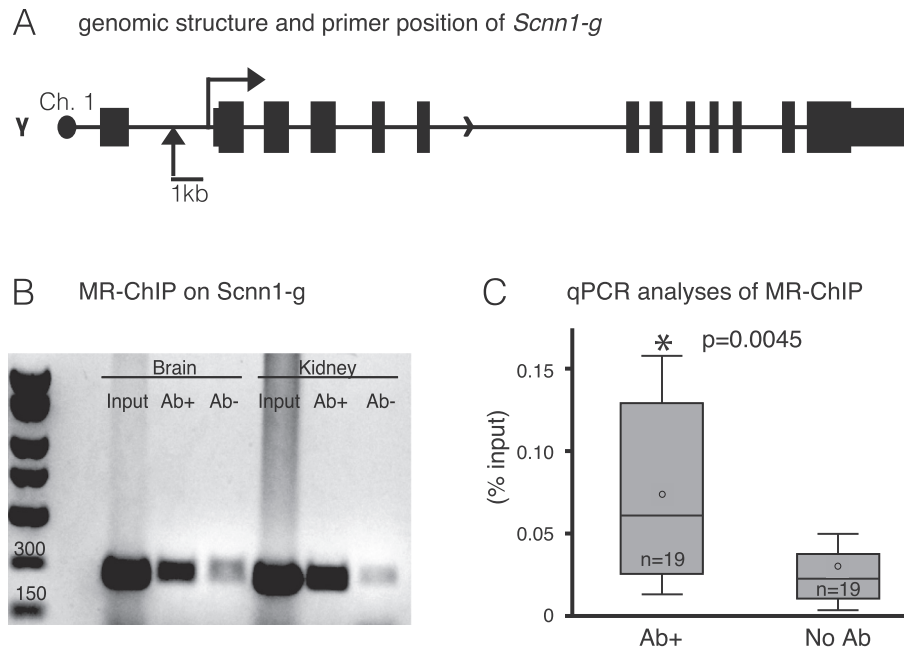 A genomic structure and primer position of Scnn1-g
Ch. 1
γ
1kb
B MR-ChIP on Scnn1-g
Brain Kidney
Input Ab+ Ab- Input Ab+ Ab-
300
150
C qPCR analyses of MR-ChIP
* p=0.0045
(% input)
0.15
0.10
0.05
0
n=19
n=19
Ab+ No Ab